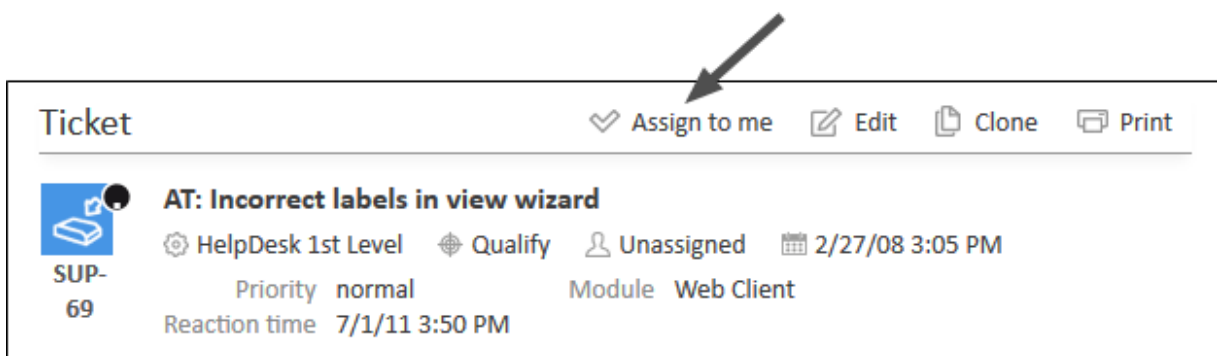 Ticket Assign to me Edit Clone Print
AT: Incorrect labels in view wizard
HelpDesk 1st Level Qualify Unassigned 2/27/08 3:05 PM
SUP-
69
Priority normal Module Web Client
Reaction time 7/1/11 3:50 PM